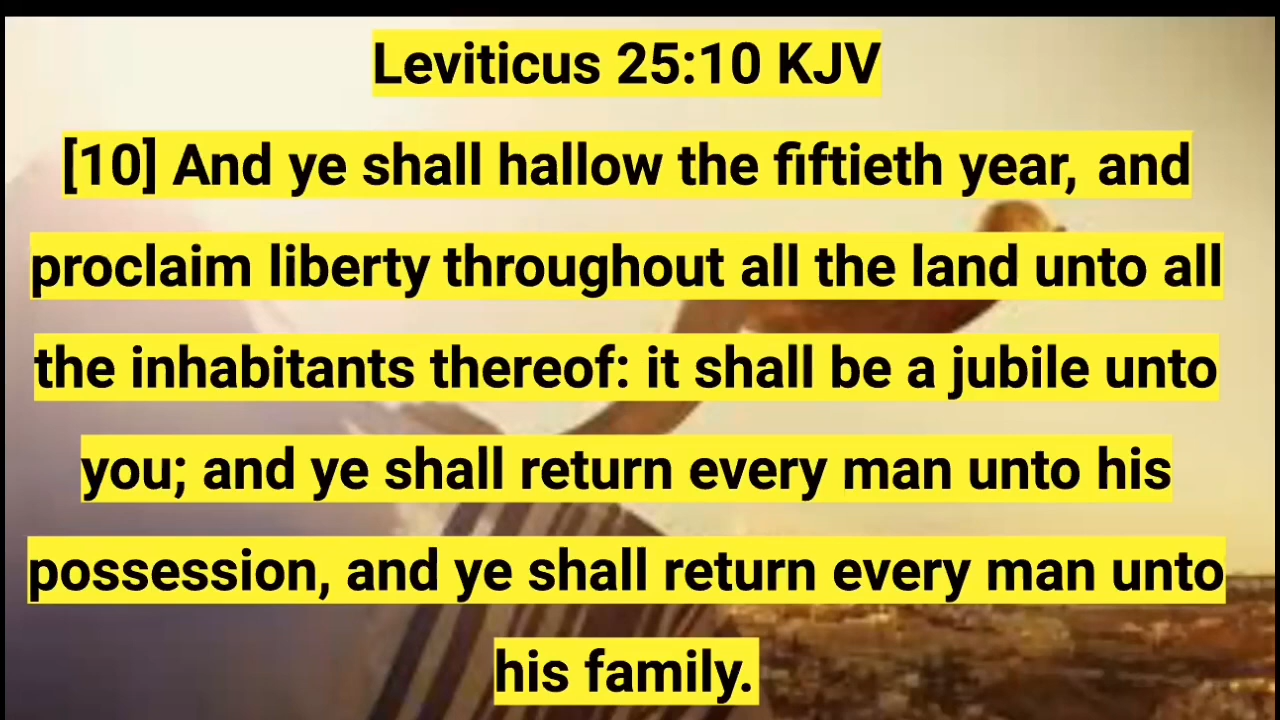 Leviticus 25:10 KJV
[10] And ye shall hallow the fiftieth year, and
proclaim liberty throughout all the land unto all
the inhabitants thereof: it shall be a jubile unto
you; and ye shall return every man unto his
possession, and ye shall return every man unto
his family.